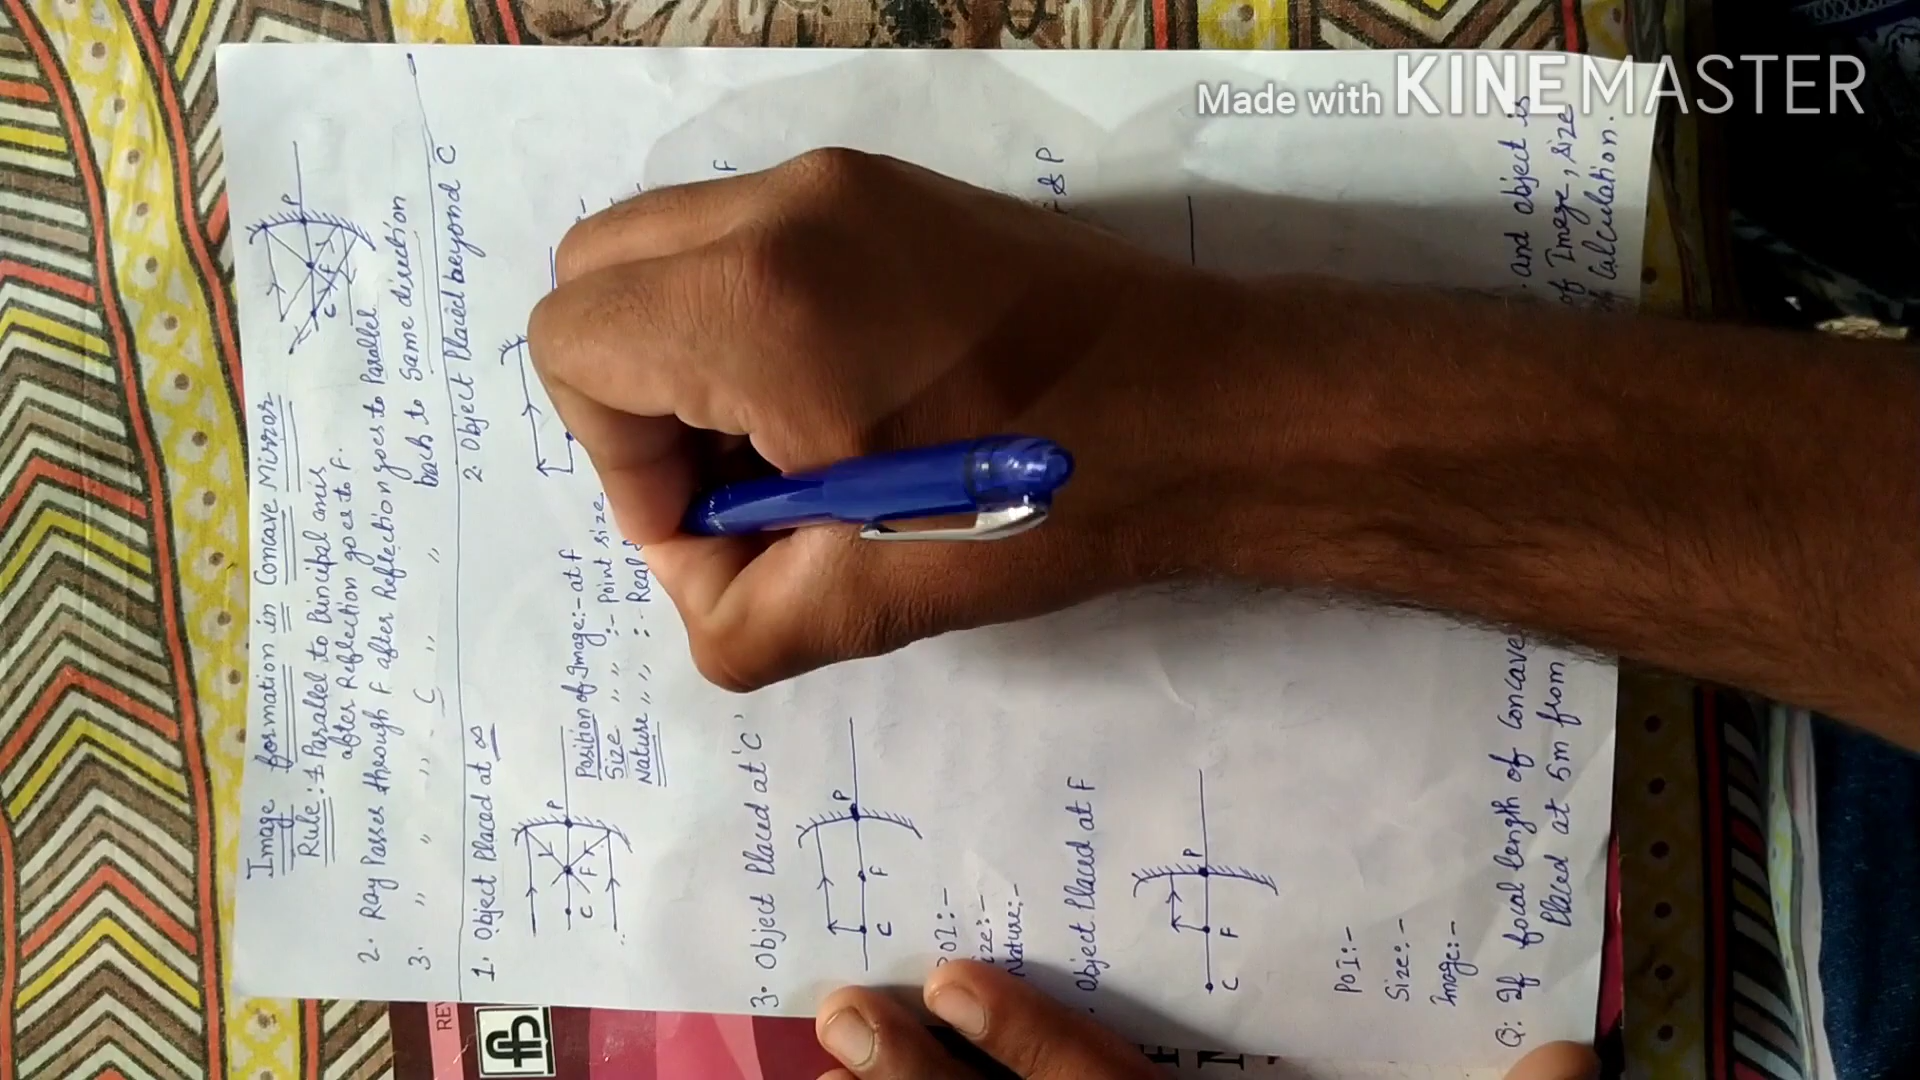 Made with KINEMASTER
Image formation in Concave Mirror
Rule:- 1 Parallel to Principal axis
after Reflection goes to F.
2. Ray Passes through F after Reflection goes to Parallel
3. " " " C " " back to Same direction
C F P
1. Object Placed at ∞
C F P
Position of Image:- at f
Size " " :- Point size
Nature " " :- Real
2. Object Placed beyond C
3. Object Placed at 'C'
C F P
POI:-
ize:-
Nature:-
F
. Object Placed at F
C F P
POI:-
Size:-
Image:-
& P
Q: If focal length of Concave
. and object is
Placed at 5m from
of Image, size
Calculation.
RE